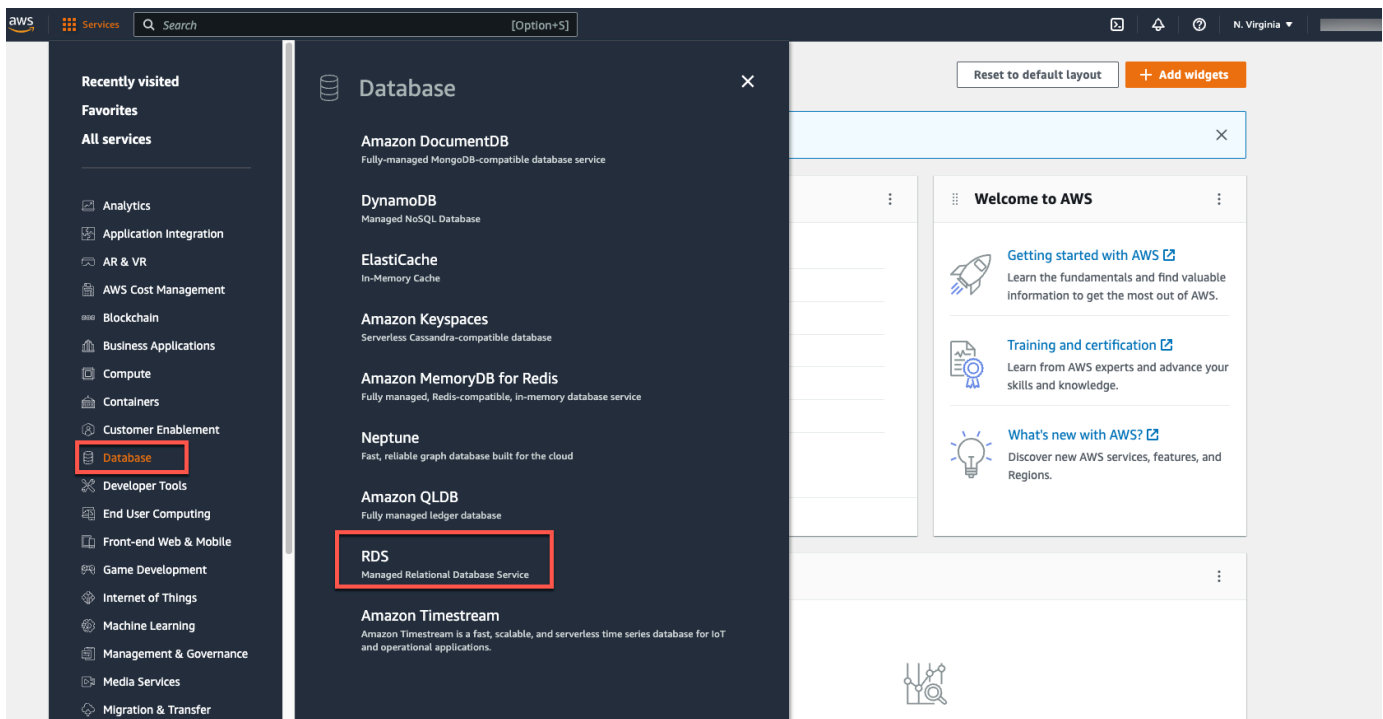 aws
Services
Search
[Option+S]
N. Virginia
Recently visited
Favorites
All services
Analytics
Application Integration
AR & VR
AWS Cost Management
Blockchain
Business Applications
Compute
Containers
Customer Enablement
Database
Developer Tools
End User Computing
Front-end Web & Mobile
Game Development
Internet of Things
Machine Learning
Management & Governance
Media Services
Migration & Transfer
Database
Amazon DocumentDB
Fully-managed MongoDB-compatible database service
DynamoDB
Managed NoSQL Database
ElastiCache
In-Memory Cache
Amazon Keyspaces
Serverless Cassandra-compatible database
Amazon MemoryDB for Redis
Fully managed, Redis-compatible, in-memory database service
Neptune
Fast, reliable graph database built for the cloud
Amazon QLDB
Fully managed ledger database
RDS
Managed Relational Database Service
Amazon Timestream
Amazon Timestream is a fast, scalable, and serverless time series database for IoT
and operational applications.
Reset to default layout
Add widgets
Welcome to AWS
Getting started with AWS
Learn the fundamentals and find valuable
information to get the most out of AWS.
Training and certification
Learn from AWS experts and advance your
skills and knowledge.
What's new with AWS?
Discover new AWS services, features, and
Regions.